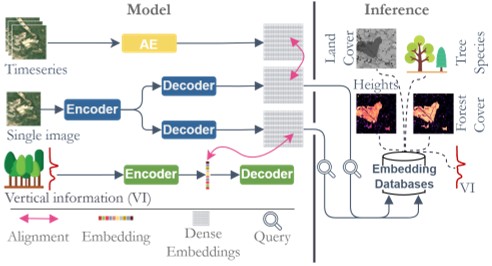 Model
Inference
AE
Timeseries
Land
Cover
Tree
Species
Decoder
Encoder
Decoder
Single image
Heights
Forest
Cover
Embedding
Databases
Encoder
Decoder
VI
Vertical information (VI)
Alignment
Embedding
Dense
Embeddings
Query